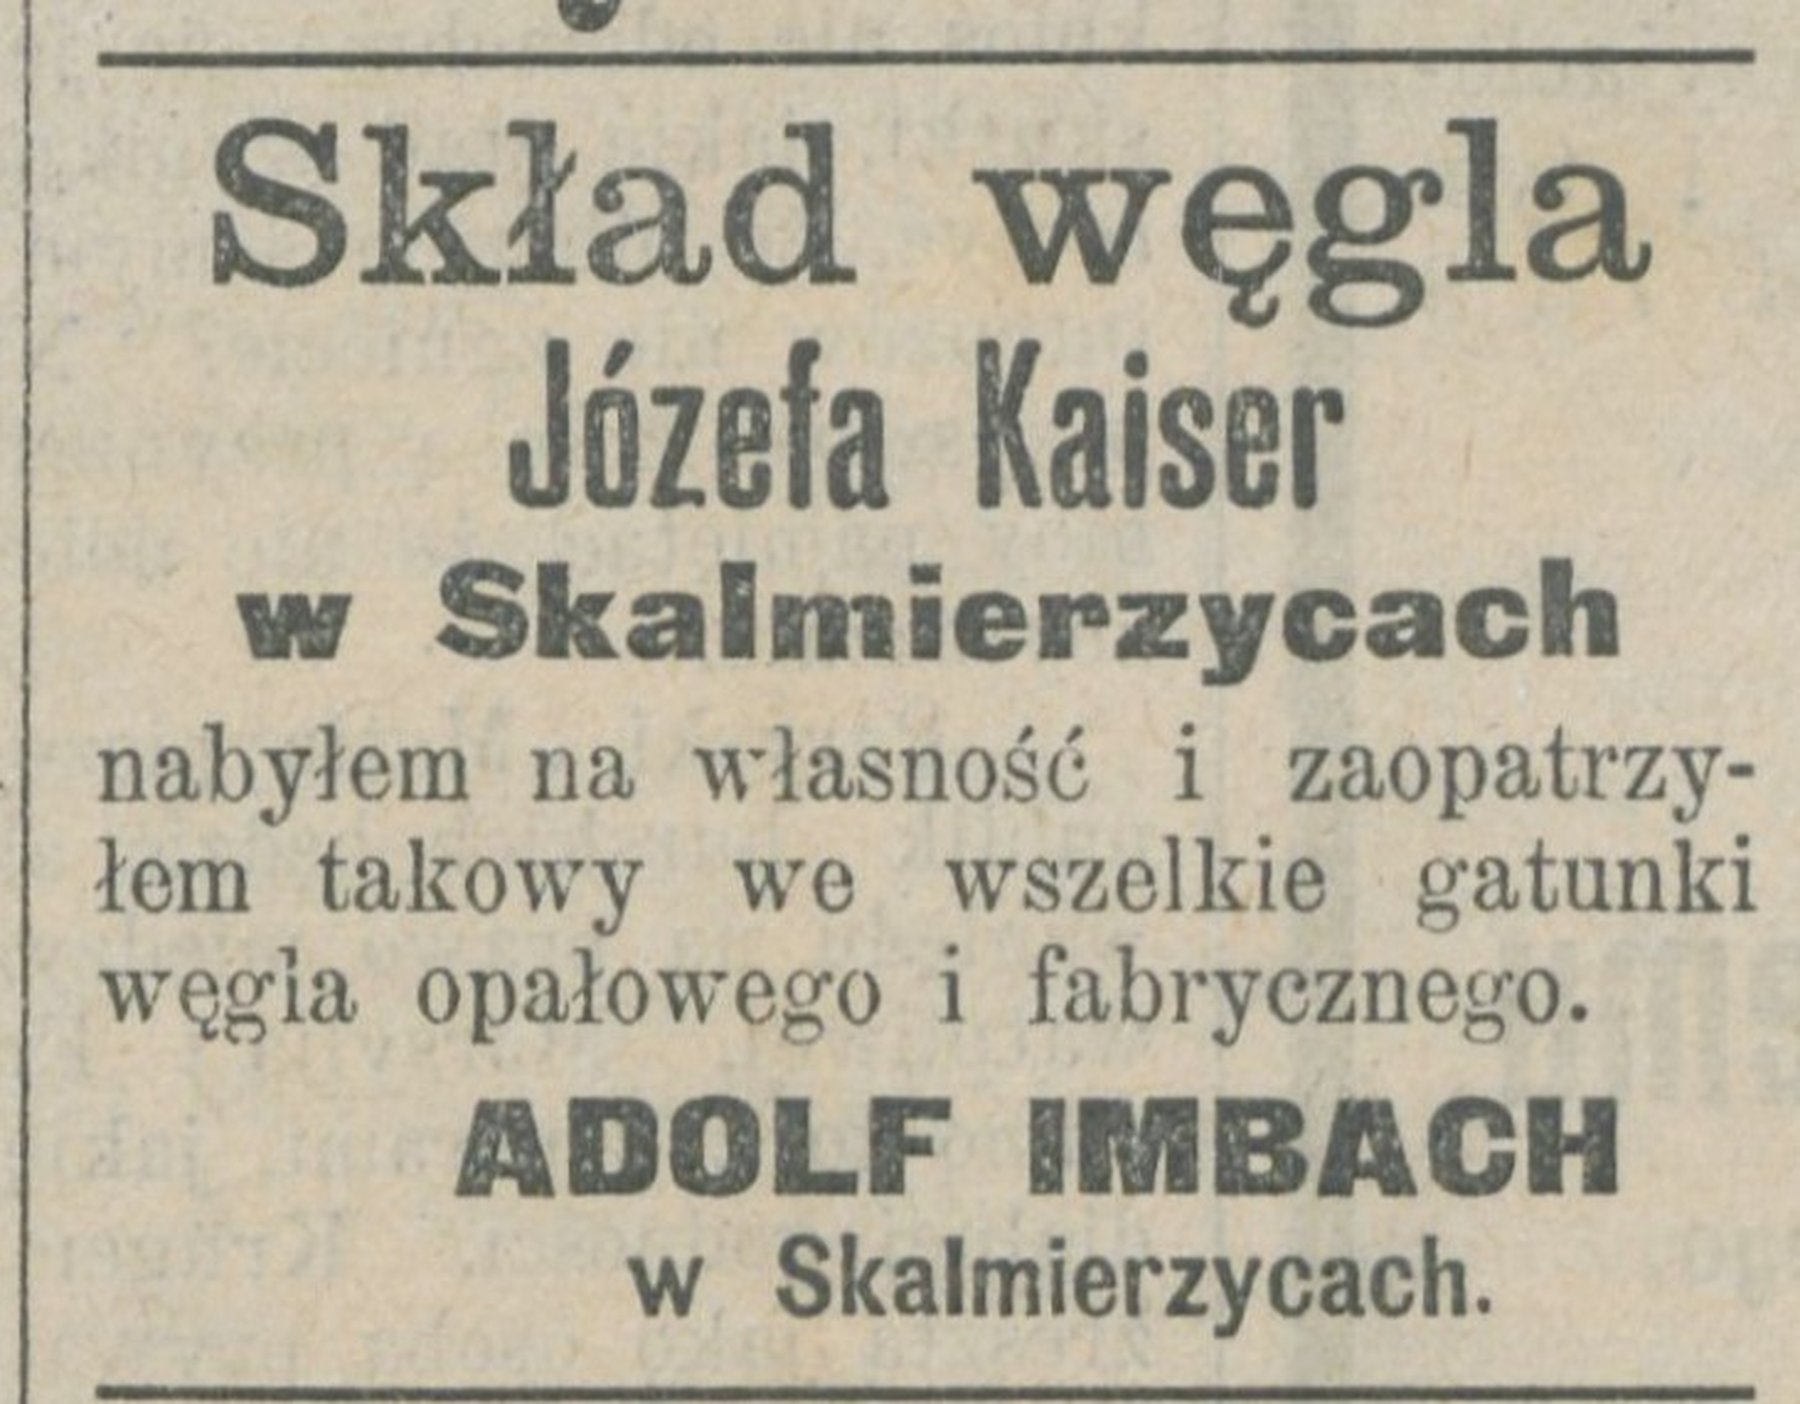 Skład węgla
Józefa Kaiser
w Skalmierzycach
nabyłem na własność i zaopatrzy-
łem takowy we wszelkie gatunki
węgla opałowego i fabrycznego.
ADOLF IMBACH
w Skalmierzycach.